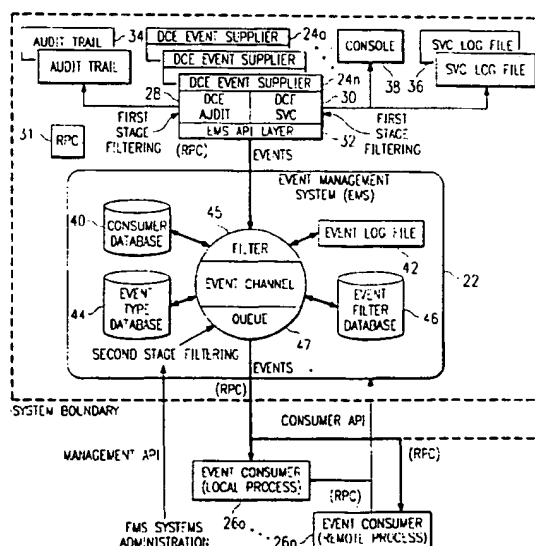 34
AUDIT TRAIL
AUDIT TRAIL
DCE EVENT SUPPLIER
24a
DCE EVENT SUPPLIER
DCE EVENT SUPPLIER
24n
CONSOLE
38
36
SVC LOG FILE
SVC LOG FILE
28
DCE
AUDIT
DCE
SVC
30
EMS API LAYER
32
31
RPC
FIRST
STAGE
FILTERING
FIRST
STAGE
FILTERING
(RPC)
EVENTS
EVENT MANAGEMENT
SYSTEM (EMS)
40
CONSUMER
DATABASE
45
FILTER
EVENT CHANNEL
QUEUE
47
EVENT LOG FILE
42
22
44
EVENT
TYPE
DATABASE
EVENT
FILTER
DATABASE
46
SECOND STAGE FILTERING
EVENTS
(RPC)
SYSTEM BOUNDARY
CONSUMER API
MANAGEMENT API
(RPC)
EVENT CONSUMER
(LOCAL PROCESS)
26a
(RPC)
EVENT CONSUMER
(REMOTE PROCESS)
26n
EMS SYSTEMS
ADMINISTRATION